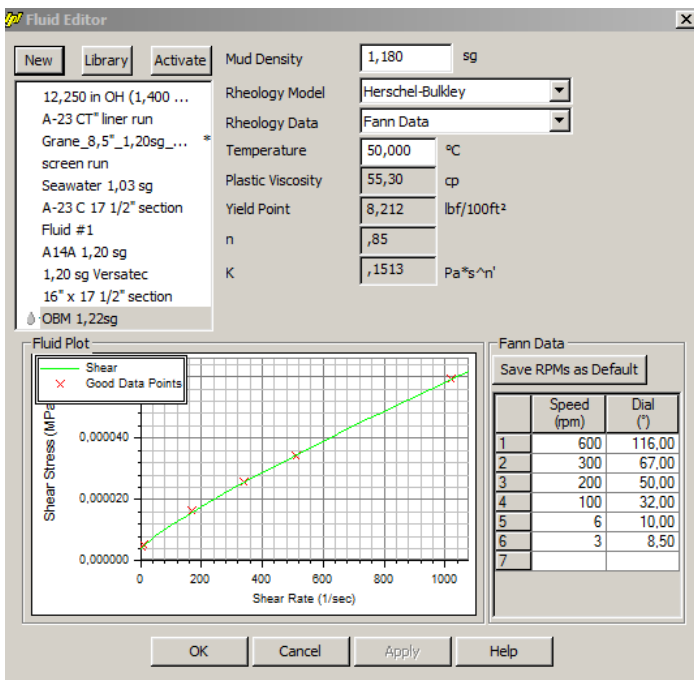 Fluid Editor
New Library Activate
12,250 in OH (1,400 ...
A-23 CT" liner run
Grane_8,5"_1,20sg_... *
screen run
Seawater 1,03 sg
A-23 C 17 1/2" section
Fluid #1
A14A 1,20 sg
1,20 sg Versatec
16" x 17 1/2" section
OBM 1,22sg
Mud Density 1,180 sg
Rheology Model Herschel-Bulkley
Rheology Data Fann Data
Temperature 50,000 ºC
Plastic Viscosity 55,30 cp
Yield Point 8,212 lbf/100ft²
n ,85
K ,1513 Pa*s^n'
Fluid Plot
Shear
Good Data Points
Shear Stress (MPa
0,000040
0,000020
0,000000
0 200 400 600 800 1000
Shear Rate (1/sec)
Fann Data
Save RPMs as Default
Speed (rpm) Dial (°)
1 600 116,00
2 300 67,00
3 200 50,00
4 100 32,00
5 6 10,00
6 3 8,50
7
OK Cancel Apply Help